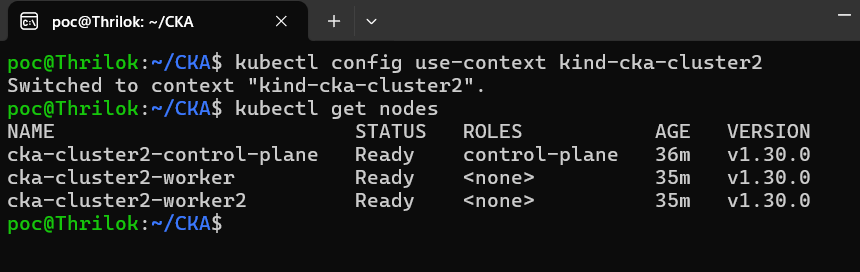 poc@Thrilok: ~/CKA
poc@Thrilok:~/CKA$ kubectl config use-context kind-cka-cluster2
Switched to context "kind-cka-cluster2".
poc@Thrilok:~/CKA$ kubectl get nodes
NAME                          STATUS   ROLES           AGE   VERSION
cka-cluster2-control-plane   Ready    control-plane   36m   v1.30.0
cka-cluster2-worker          Ready    <none>          35m   v1.30.0
cka-cluster2-worker2         Ready    <none>          35m   v1.30.0
poc@Thrilok:~/CKA$